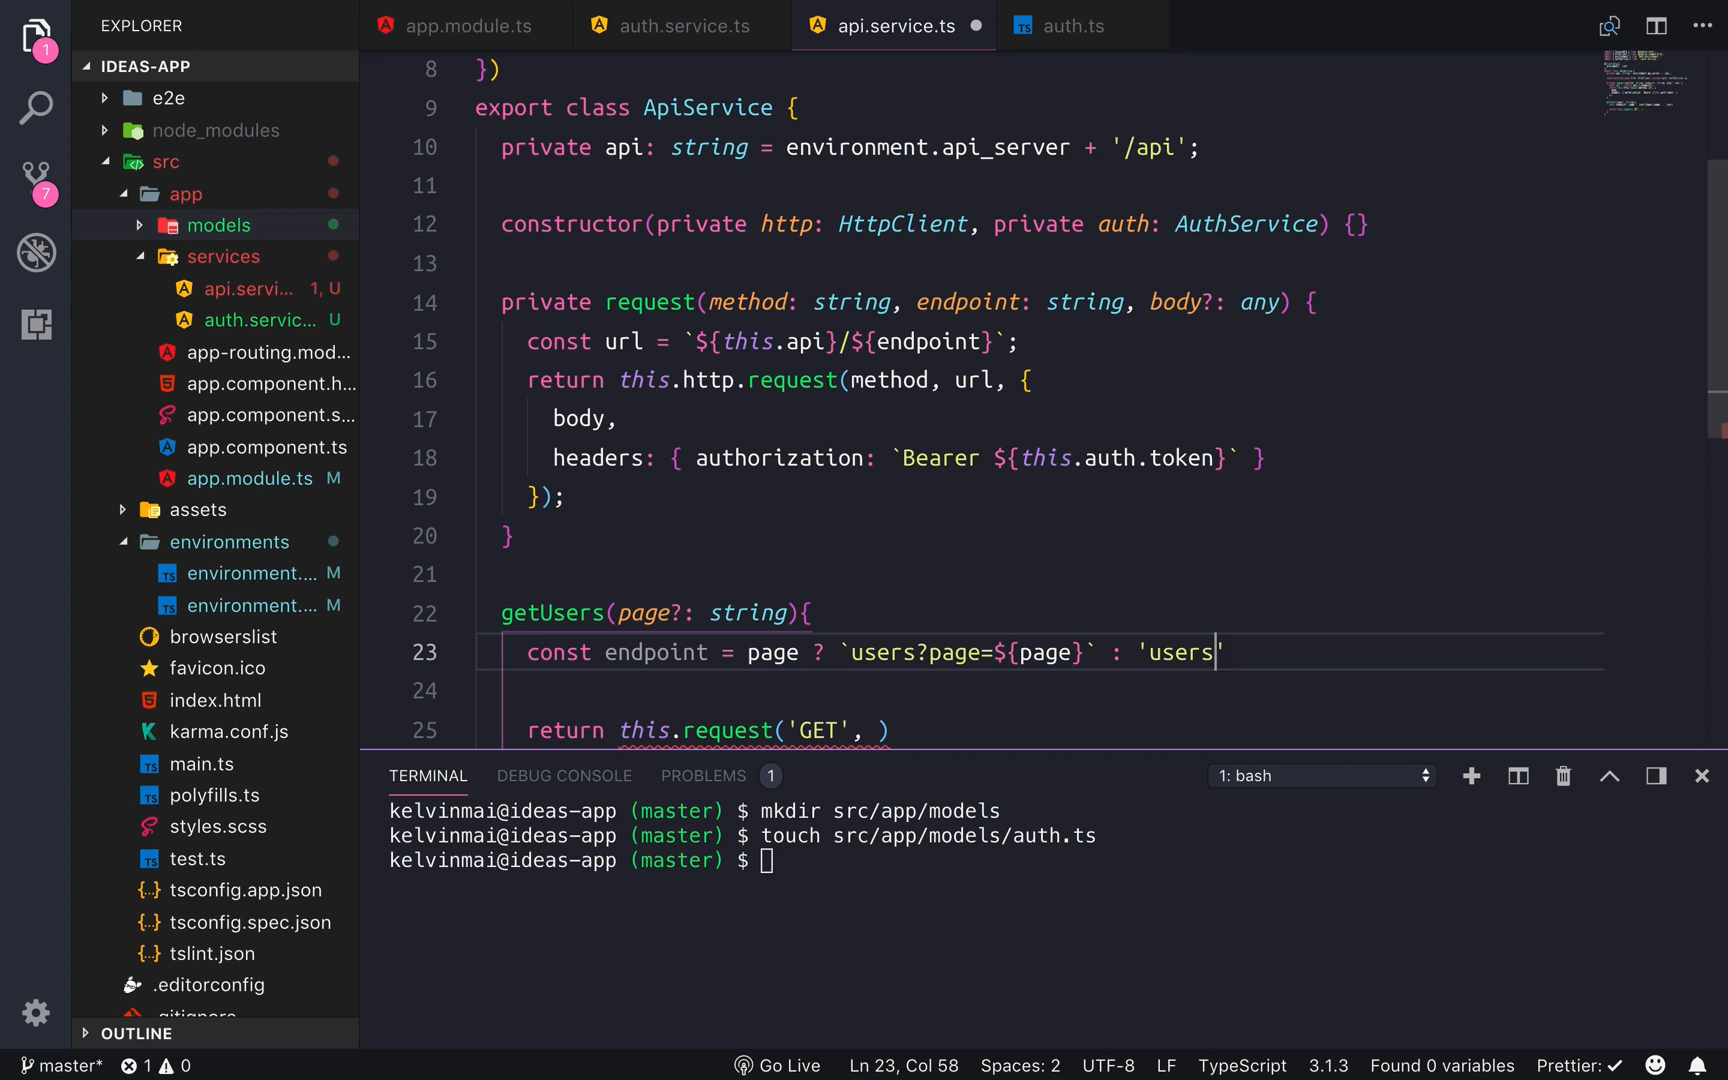 EXPLORER
app.module.ts
auth.service.ts
api.service.ts
auth.ts
1
7
IDEAS-APP
e2e
node_modules
src
app
models
services
api.servi... 1, U
auth.servic... U
app-routing.mod...
app.component.h...
app.component.s...
app.component.ts
app.module.ts M
assets
environments
environment.... M
environment.... M
browserslist
favicon.ico
index.html
karma.conf.js
main.ts
polyfills.ts
styles.scss
test.ts
tsconfig.app.json
tsconfig.spec.json
tslint.json
.editorconfig
.gitignore
OUTLINE
8 })
9 export class ApiService {
10 private api: string = environment.api_server + '/api';
11
12 constructor(private http: HttpClient, private auth: AuthService) {}
13
14 private request(method: string, endpoint: string, body?: any) {
15 const url = `${this.api}/${endpoint}`;
16 return this.http.request(method, url, {
17 body,
18 headers: { authorization: `Bearer ${this.auth.token}` }
19 });
20 }
21
22 getUsers(page?: string){
23 const endpoint = page ? `users?page=${page}` : 'users'
24
25 return this.request('GET', )
TERMINAL DEBUG CONSOLE PROBLEMS 1 1: bash
kelvinmai@ideas-app (master) $ mkdir src/app/models
kelvinmai@ideas-app (master) $ touch src/app/models/auth.ts
kelvinmai@ideas-app (master) $
master* 1 0 Go Live Ln 23, Col 58 Spaces: 2 UTF-8 LF TypeScript 3.1.3 Found 0 variables Prettier: ✓